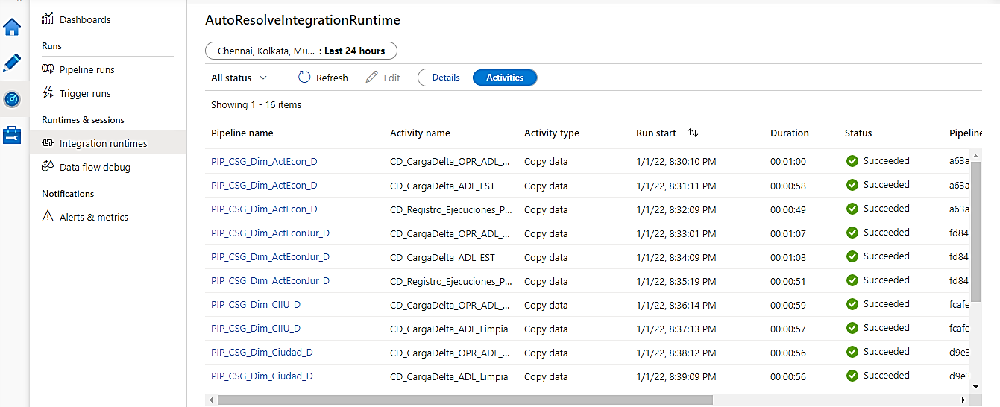 Dashboards
Runs
Pipeline runs
Trigger runs
Runtimes & sessions
Integration runtimes
Data flow debug
Notifications
Alerts & metrics
AutoResolveIntegrationRuntime
Chennai, Kolkata, Mu... : Last 24 hours
All status Refresh Edit Details Activities
Showing 1 - 16 items
Pipeline name Activity name Activity type Run start Duration Status Pipeline
PIP_CSG_Dim_ActEcon_D CD_CargaDelta_OPR_ADL_... Copy data 1/1/22, 8:30:10 PM 00:01:00 Succeeded a63a
PIP_CSG_Dim_ActEcon_D CD_CargaDelta_ADL_EST Copy data 1/1/22, 8:31:11 PM 00:00:58 Succeeded a63a
PIP_CSG_Dim_ActEcon_D CD_Registro_Ejecuciones_P... Copy data 1/1/22, 8:32:09 PM 00:00:49 Succeeded a63a
PIP_CSG_Dim_ActEconJur_D CD_CargaDelta_OPR_ADL_... Copy data 1/1/22, 8:33:01 PM 00:01:07 Succeeded fd84
PIP_CSG_Dim_ActEconJur_D CD_CargaDelta_ADL_EST Copy data 1/1/22, 8:34:09 PM 00:01:08 Succeeded fd84
PIP_CSG_Dim_ActEconJur_D CD_Registro_Ejecuciones_P... Copy data 1/1/22, 8:35:19 PM 00:00:51 Succeeded fd84
PIP_CSG_Dim_CIIU_D CD_CargaDelta_OPR_ADL_... Copy data 1/1/22, 8:36:14 PM 00:00:59 Succeeded fcafe
PIP_CSG_Dim_CIIU_D CD_CargaDelta_ADL_Limpia Copy data 1/1/22, 8:37:13 PM 00:00:57 Succeeded fcafe
PIP_CSG_Dim_Ciudad_D CD_CargaDelta_OPR_ADL_... Copy data 1/1/22, 8:38:12 PM 00:00:56 Succeeded d9e3
PIP_CSG_Dim_Ciudad_D CD_CargaDelta_ADL_Limpia Copy data 1/1/22, 8:39:09 PM 00:00:56 Succeeded d9e3